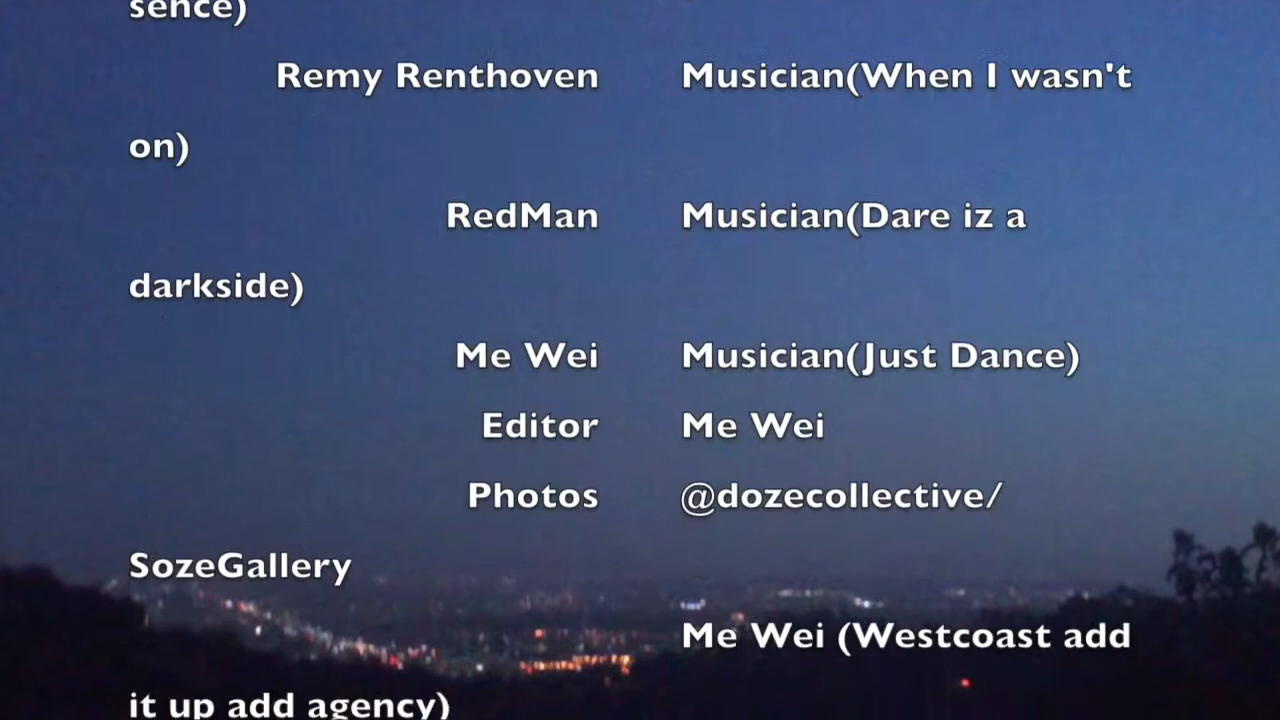 sence)
Remy Renthoven Musician(When I wasn't
on)
RedMan Musician(Dare iz a
darkside)
Me Wei Musician(Just Dance)
Editor Me Wei
Photos @dozecollective/
SozeGallery
Me Wei (Westcoast add
it up add agency)